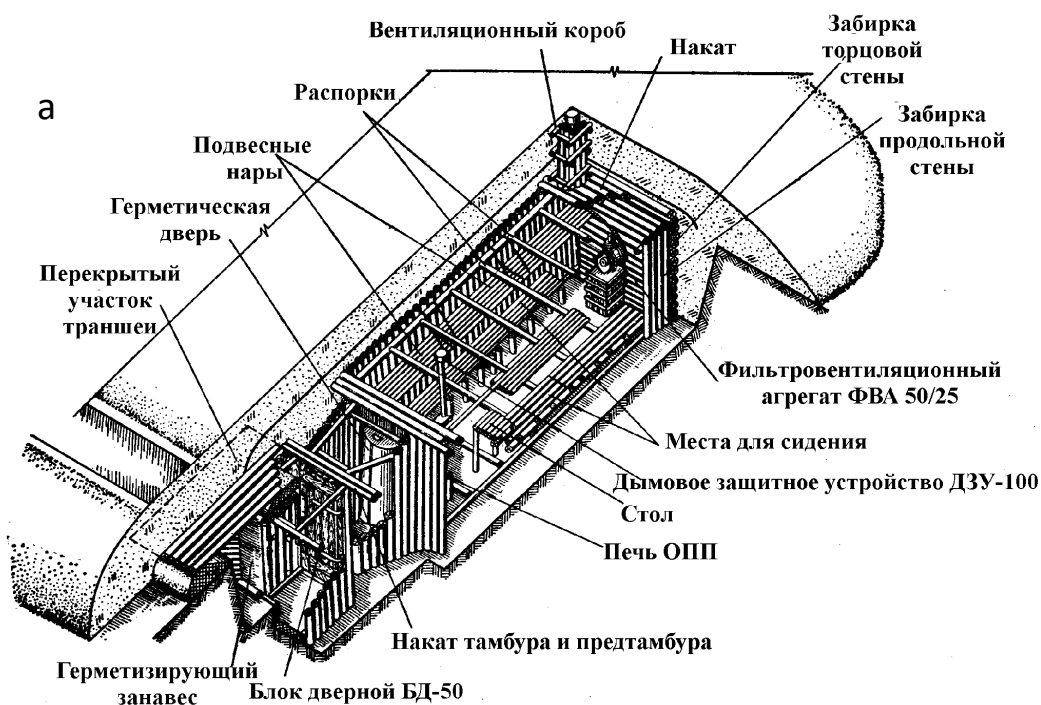 Вентиляционный короб
Накат
Забирка
торцовой
стены
а
Распорки
Забирка
продольной
стены
Подвесные
нары
Герметическая
дверь
Перекрытый
участок
траншеи
Фильтровентиляционный
агрегат ФВА 50/25
Места для сидения
Дымовое защитное устройство ДЗУ-100
Стол
Печь ОПП
Накат тамбура и предтамбура
Герметизирующий
занавес
Блок дверной БД-50